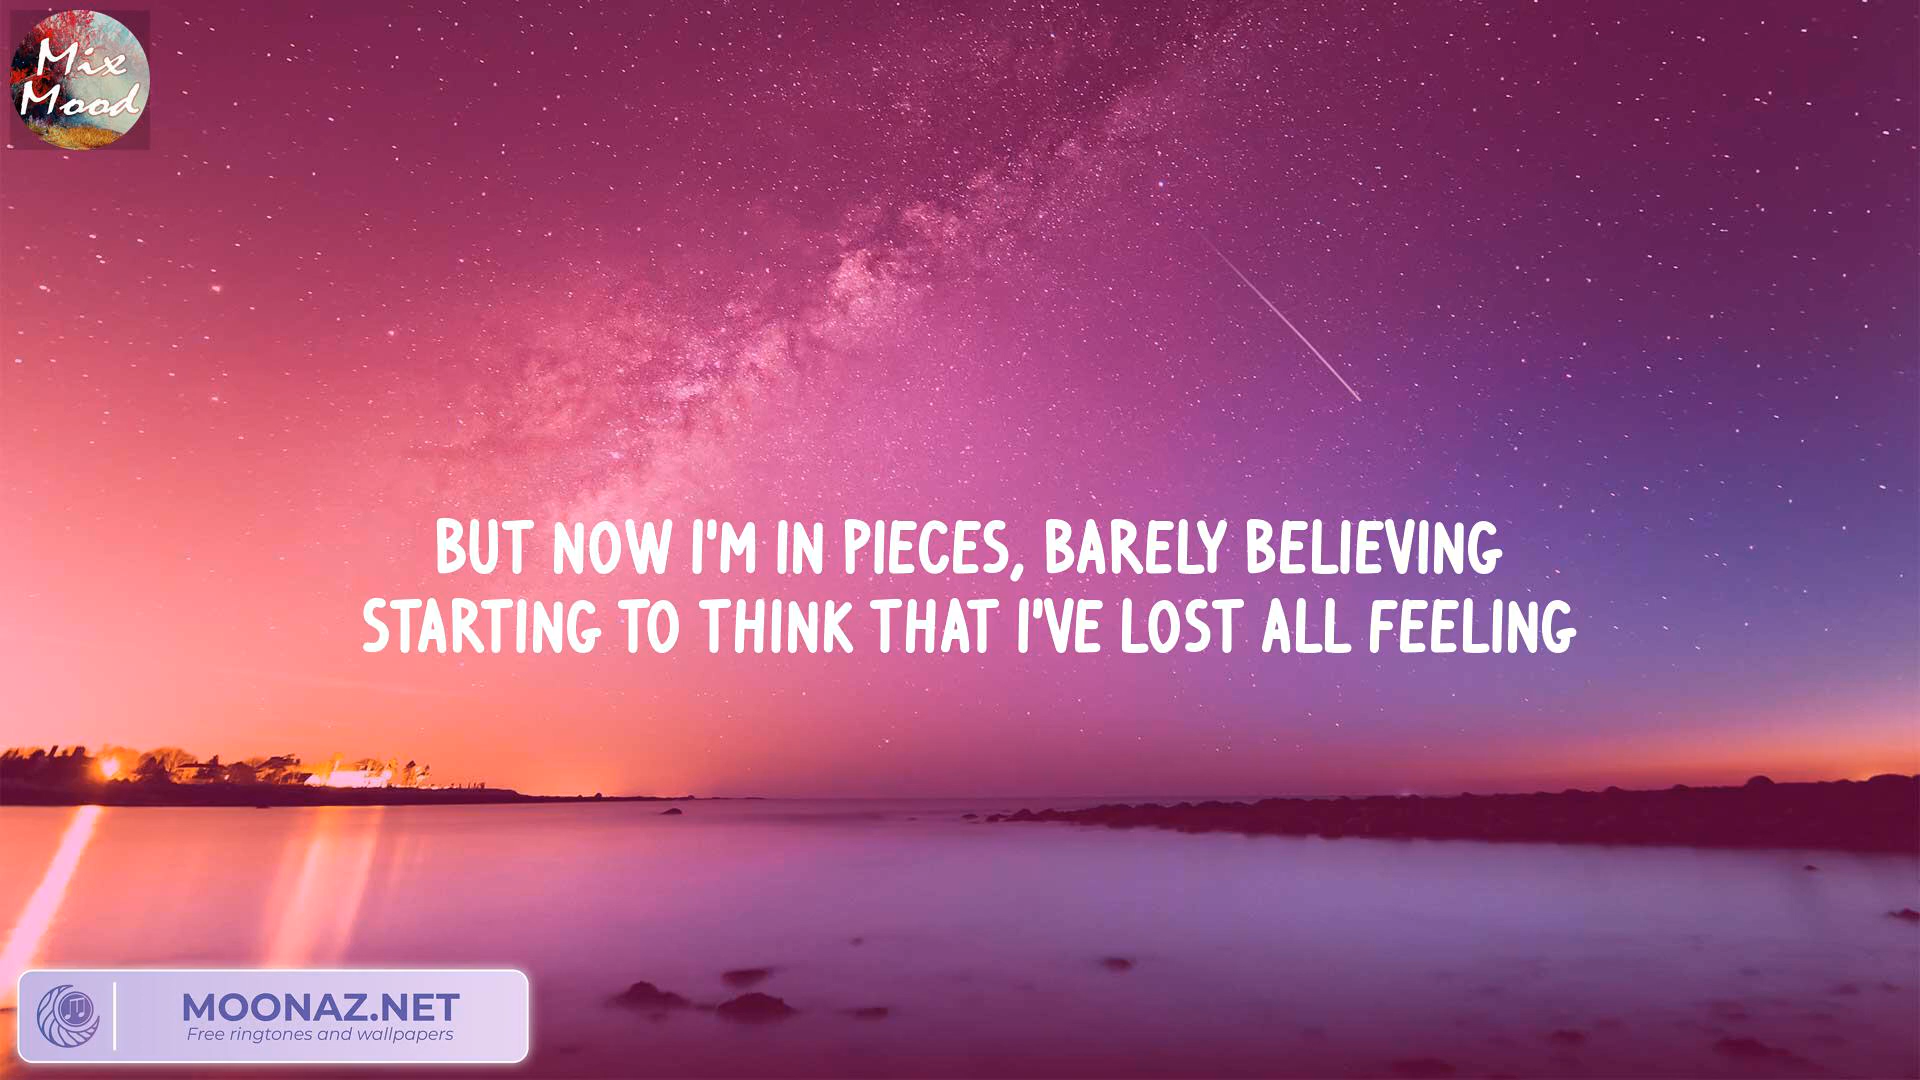 Mix
Mood
BUT NOW I'M IN PIECES, BARELY BELIEVING
STARTING TO THINK THAT I'VE LOST ALL FEELING
MOONAZ.NET
Free ringtones and wallpapers